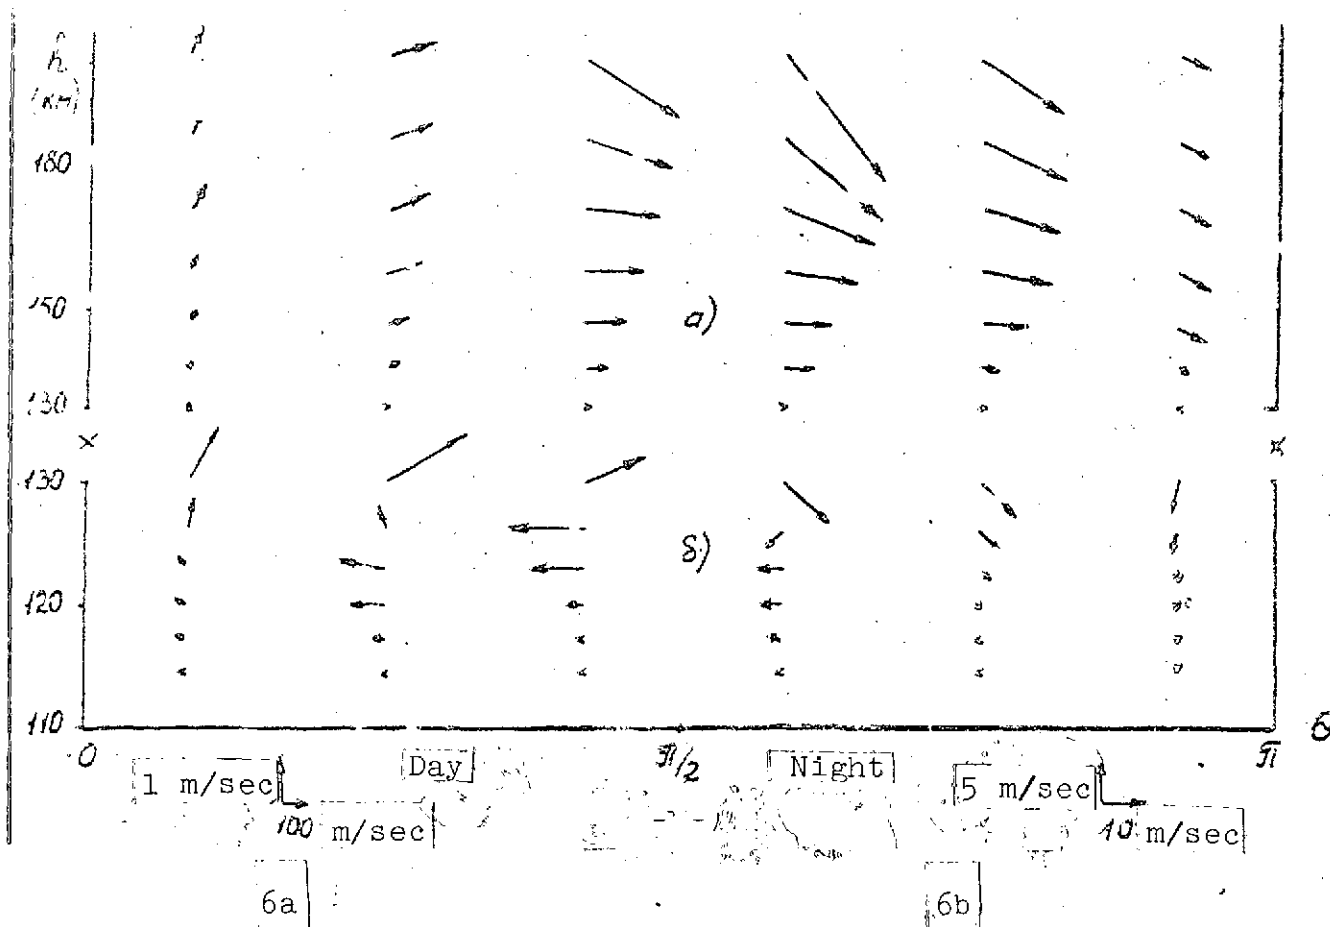 h
(км)
180
150
a)
130
130
б)
120
110
0
π/2
π
1 m/sec
Day
Night
5 m/sec
100 m/sec
10 m/sec
6a
6b